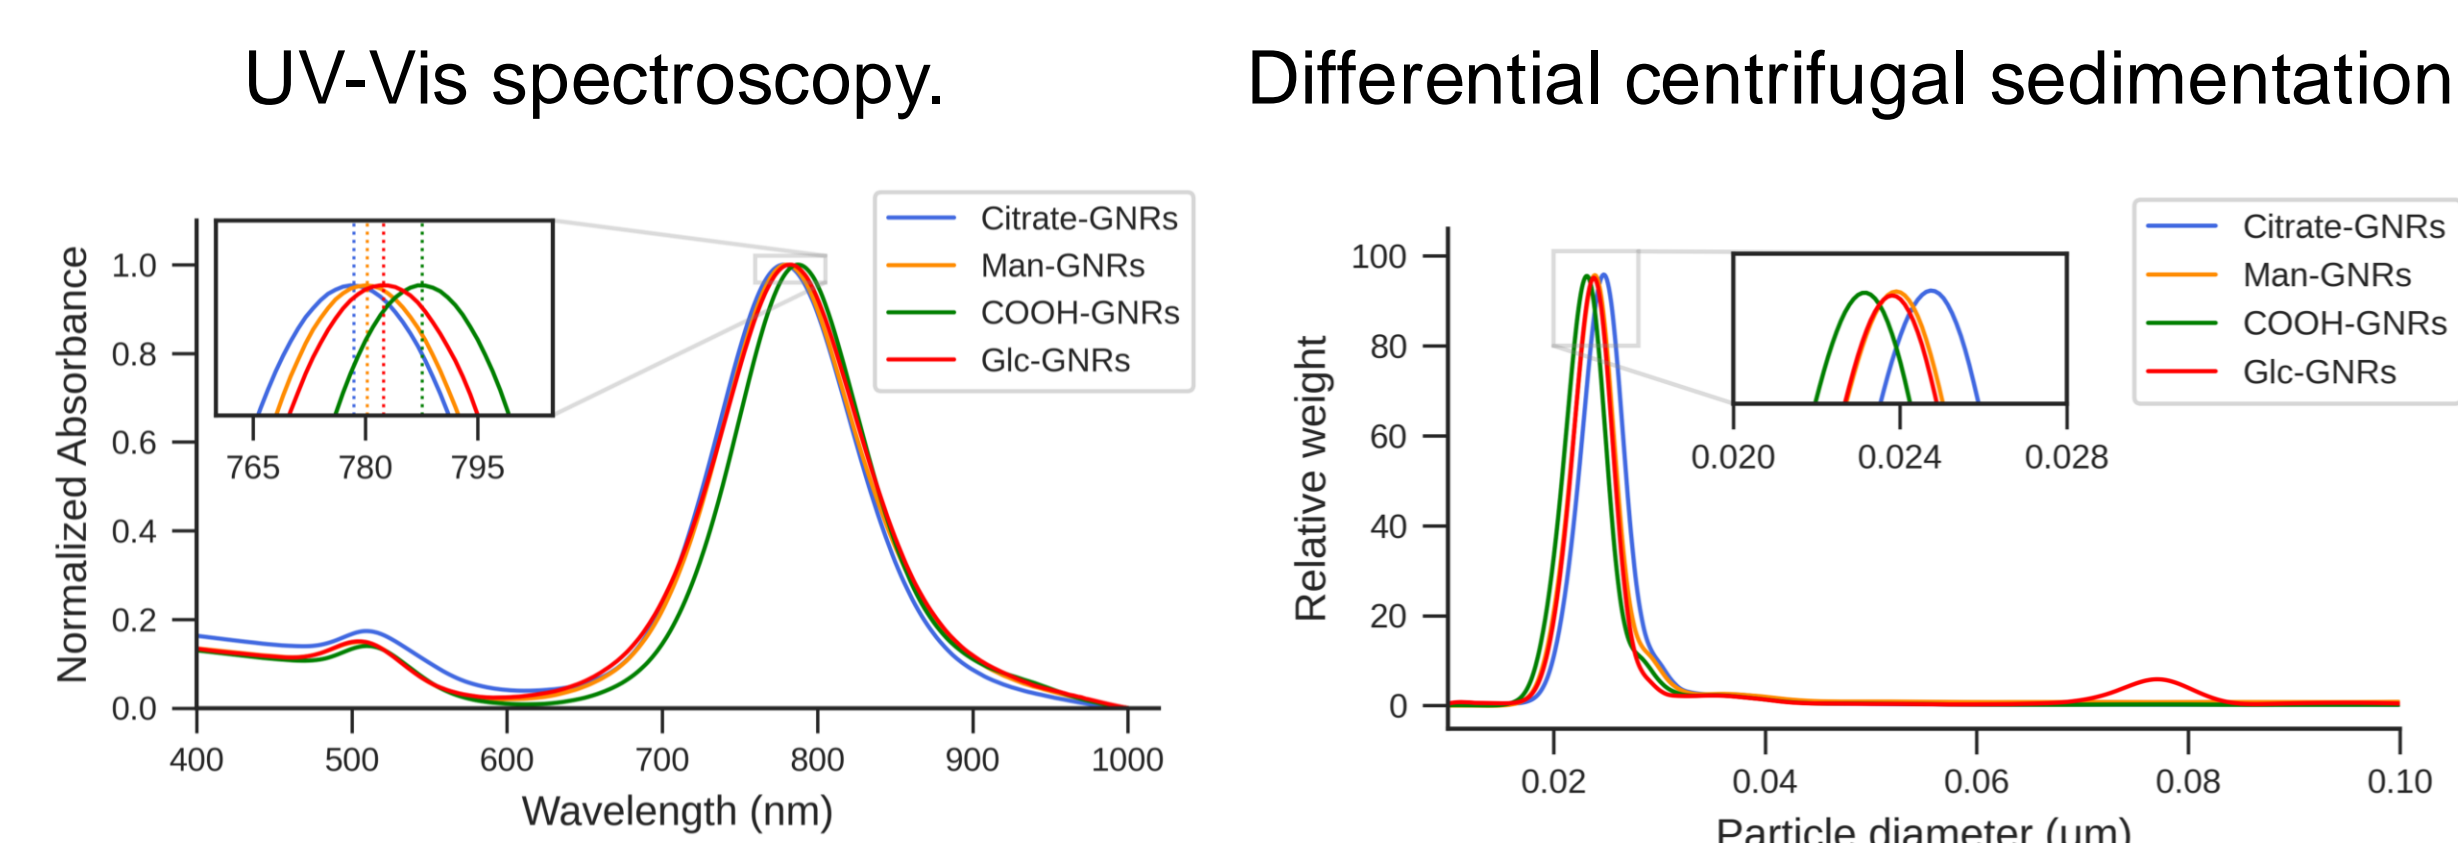 UV-Vis spectroscopy.
Differential centrifugal sedimentation
Normalized Absorbance
1.0
0.8
0.6
0.4
0.2
0.0
765 780 795
Citrate-GNRs
Man-GNRs
COOH-GNRs
Glc-GNRs
400 500 600 700 800 900 1000
Wavelength (nm)
Relative weight
100
80
60
40
20
0
0.020 0.024 0.028
Citrate-GNRs
Man-GNRs
COOH-GNRs
Glc-GNRs
0.02 0.04 0.06 0.08 0.10
Particle diameter (um)